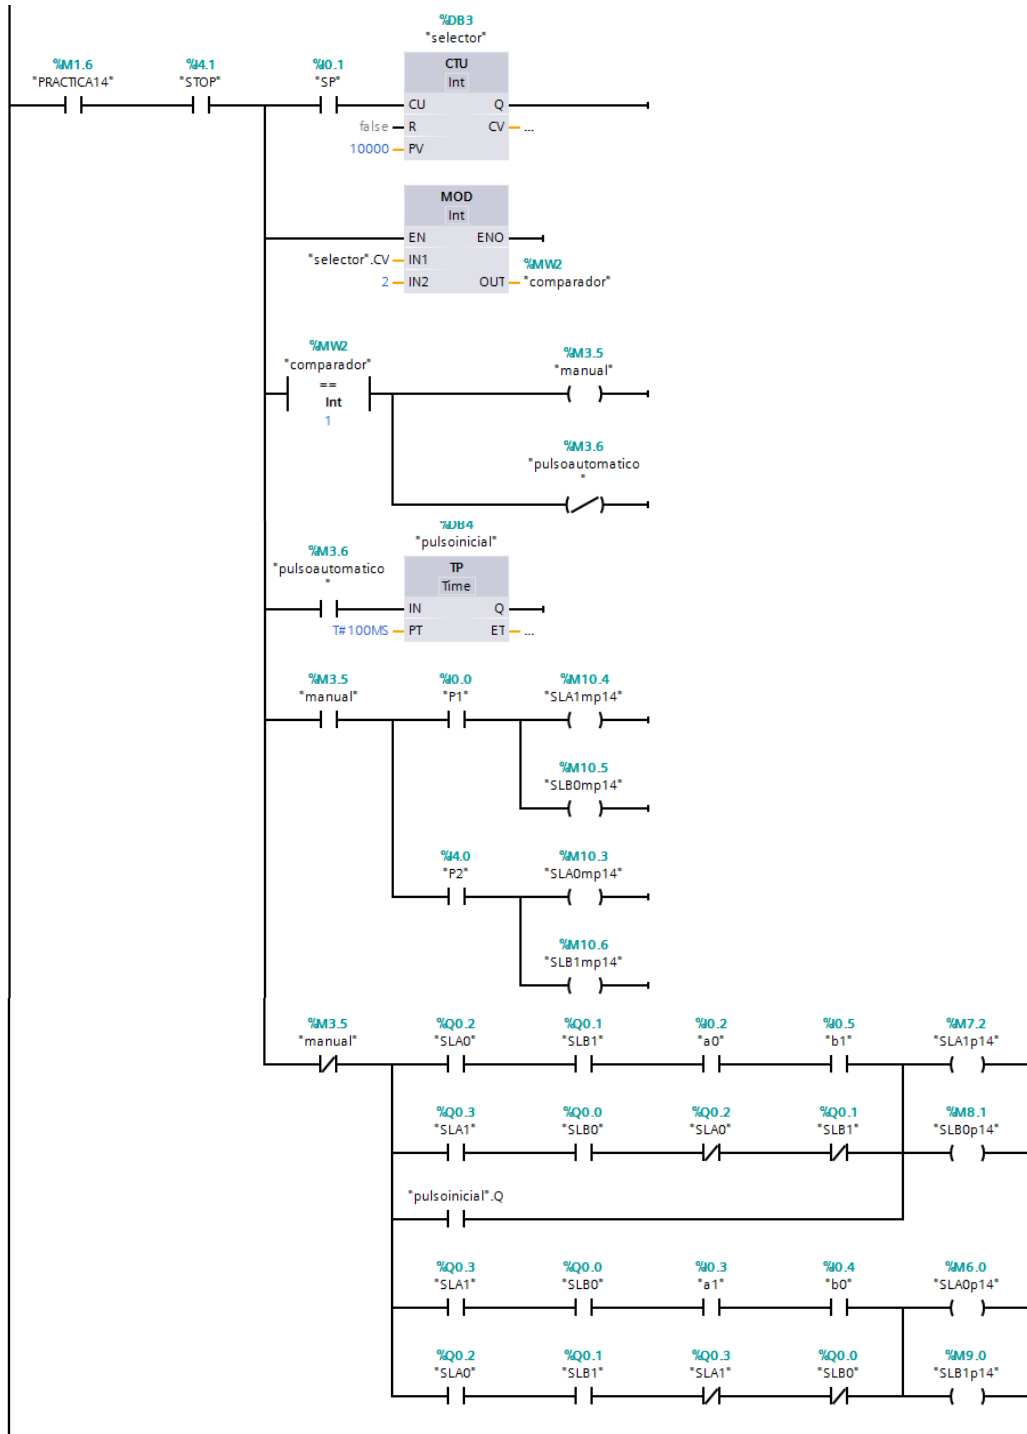 %DB3
"selector"
%M1.6
"PRACTICA14"
%I4.1
"STOP"
%I0.1
"SP"
CTU
Int
CU
Q
false
R
CV
...
10000
PV
MOD
Int
EN
ENO
"selector".CV
IN1
2
IN2
OUT
%MW2
"comparador"
%MW2
"comparador"
==
Int
1
%M3.5
"manual"
%M3.6
"pulsoautomatico
"
%DB4
"pulsoinicial"
%M3.6
"pulsoautomatico
"
TP
Time
IN
Q
T#100MS
PT
ET
...
%M3.5
"manual"
%I0.0
"P1"
%M10.4
"SLA1mp14"
%M10.5
"SLB0mp14"
%I4.0
"P2"
%M10.3
"SLA0mp14"
%M10.6
"SLB1mp14"
%M3.5
"manual"
%Q0.2
"SLA0"
%Q0.1
"SLB1"
%I0.2
"a0"
%I0.5
"b1"
%M7.2
"SLA1p14"
%Q0.3
"SLA1"
%Q0.0
"SLB0"
%Q0.2
"SLA0"
%Q0.1
"SLB1"
%M8.1
"SLB0p14"
"pulsoinicial".Q
%Q0.3
"SLA1"
%Q0.0
"SLB0"
%I0.3
"a1"
%I0.4
"b0"
%M6.0
"SLA0p14"
%Q0.2
"SLA0"
%Q0.1
"SLB1"
%Q0.3
"SLA1"
%Q0.0
"SLB0"
%M9.0
"SLB1p14"